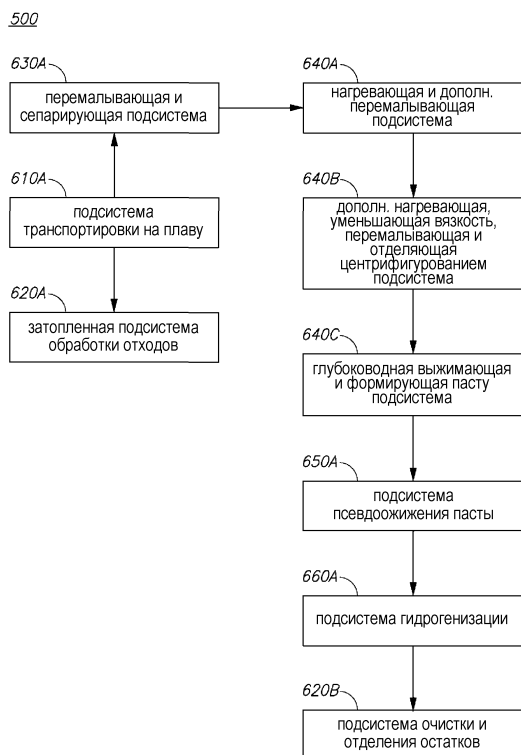 500
630A
перемалывающая и
сепарирующая подсистема
640A
нагревающая и дополн.
перемалывающая
подсистема
610A
подсистема
транспортировки на плаву
640B
дополн. нагревающая,
уменьшающая вязкость,
перемалывающая и
отделяющая
центрифигурованием
подсистема
620A
затопленная подсистема
обработки отходов
640C
глубоководная выжимающая
и формирующая пасту
подсистема
650A
подсистема
псевдоожижения пасты
660A
подсистема гидрогенизации
620B
подсистема очистки и
отделения остатков